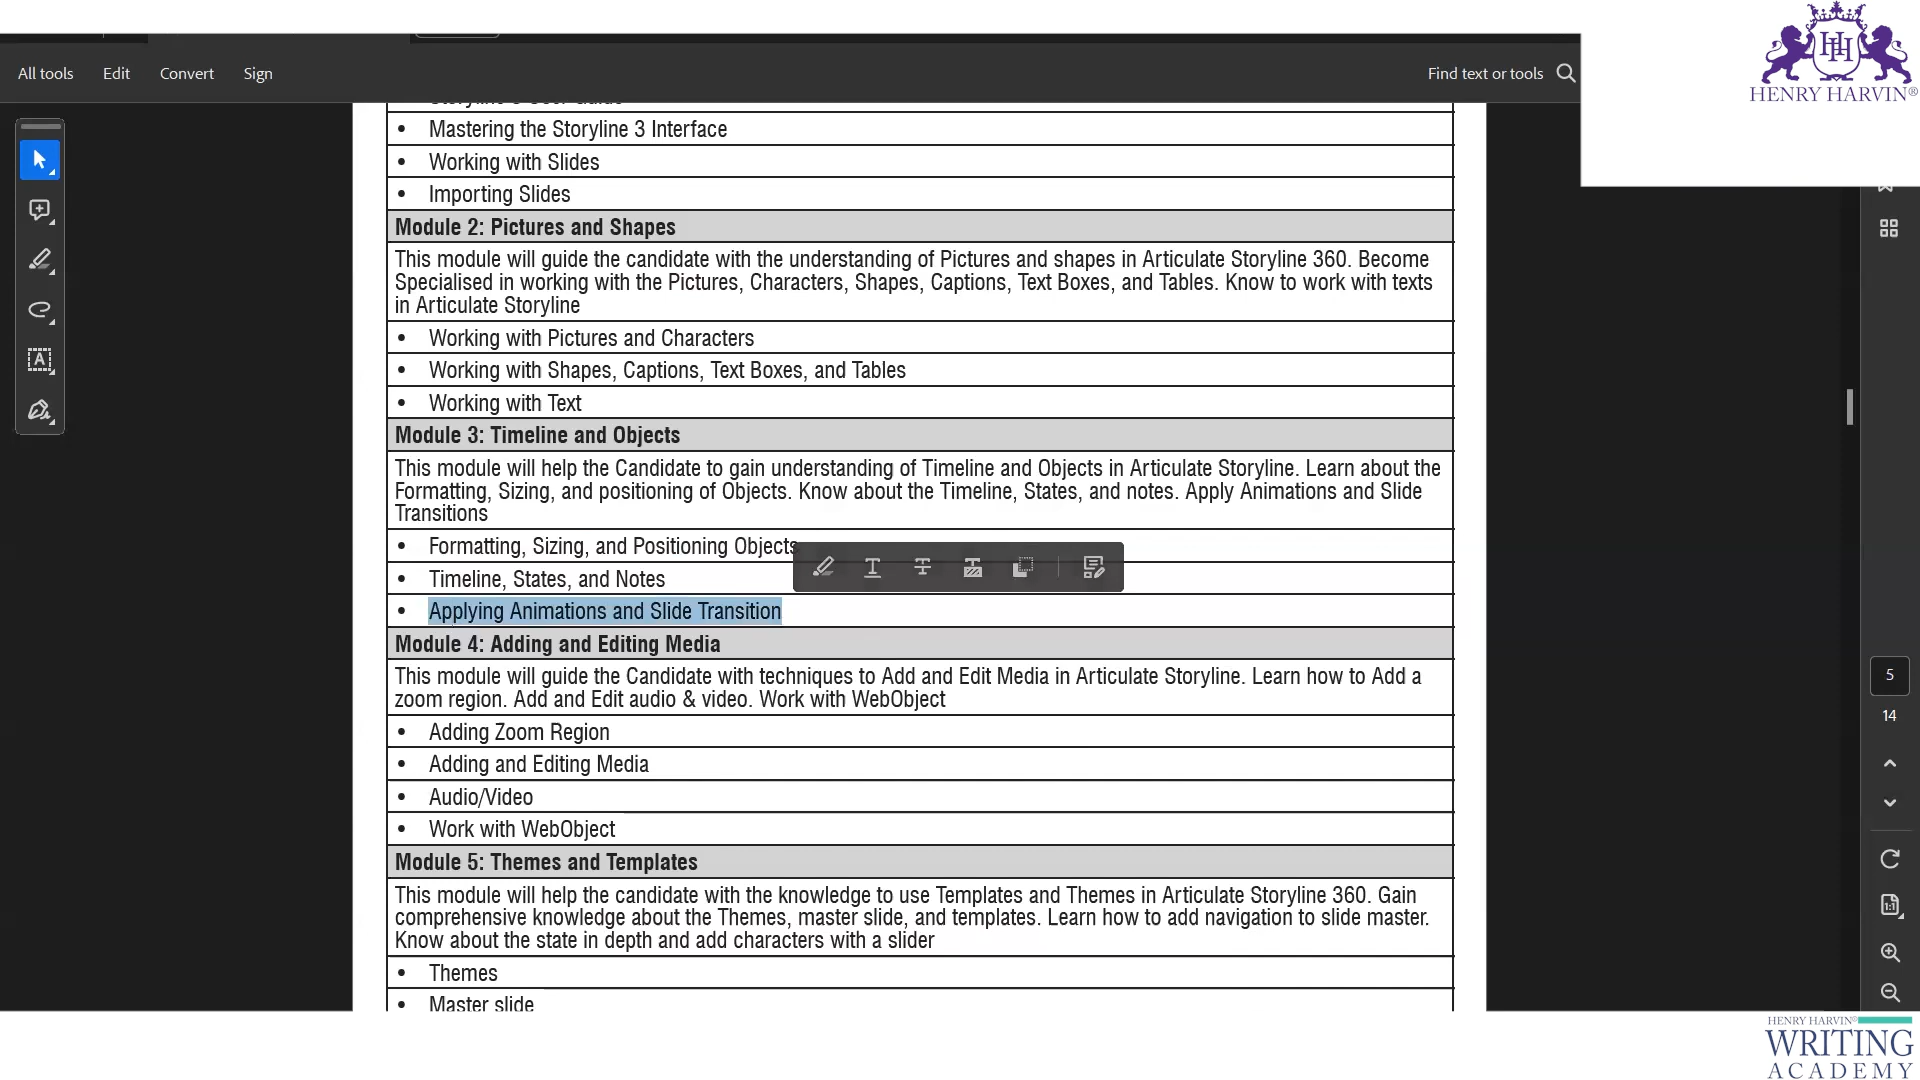 All tools
Edit
Convert
Sign
Find text or tools
HENRY HARVIN®
Storyline 3 User Guide
• Mastering the Storyline 3 Interface
• Working with Slides
• Importing Slides
Module 2: Pictures and Shapes
This module will guide the candidate with the understanding of Pictures and shapes in Articulate Storyline 360. Become
Specialised in working with the Pictures, Characters, Shapes, Captions, Text Boxes, and Tables. Know to work with texts
in Articulate Storyline
• Working with Pictures and Characters
• Working with Shapes, Captions, Text Boxes, and Tables
• Working with Text
Module 3: Timeline and Objects
This module will help the Candidate to gain understanding of Timeline and Objects in Articulate Storyline. Learn about the
Formatting, Sizing, and positioning of Objects. Know about the Timeline, States, and notes. Apply Animations and Slide
Transitions
• Formatting, Sizing, and Positioning Objects
• Timeline, States, and Notes
• Applying Animations and Slide Transition
Module 4: Adding and Editing Media
This module will guide the Candidate with techniques to Add and Edit Media in Articulate Storyline. Learn how to Add a
zoom region. Add and Edit audio & video. Work with WebObject
• Adding Zoom Region
• Adding and Editing Media
• Audio/Video
• Work with WebObject
Module 5: Themes and Templates
This module will help the candidate with the knowledge to use Templates and Themes in Articulate Storyline 360. Gain
comprehensive knowledge about the Themes, master slide, and templates. Learn how to add navigation to slide master.
Know about the state in depth and add characters with a slider
• Themes
• Master slide
5
14
HENRY HARVIN®
WRITING
ACADEMY